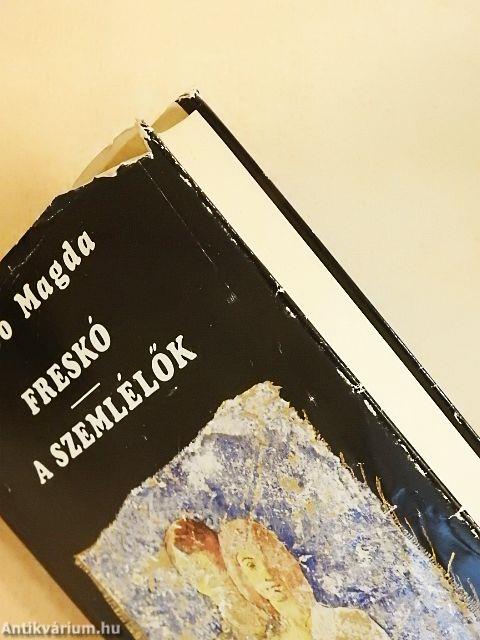 Magda
FRESKÓ
A SZEMLÉLŐK
Antikvárium.hu